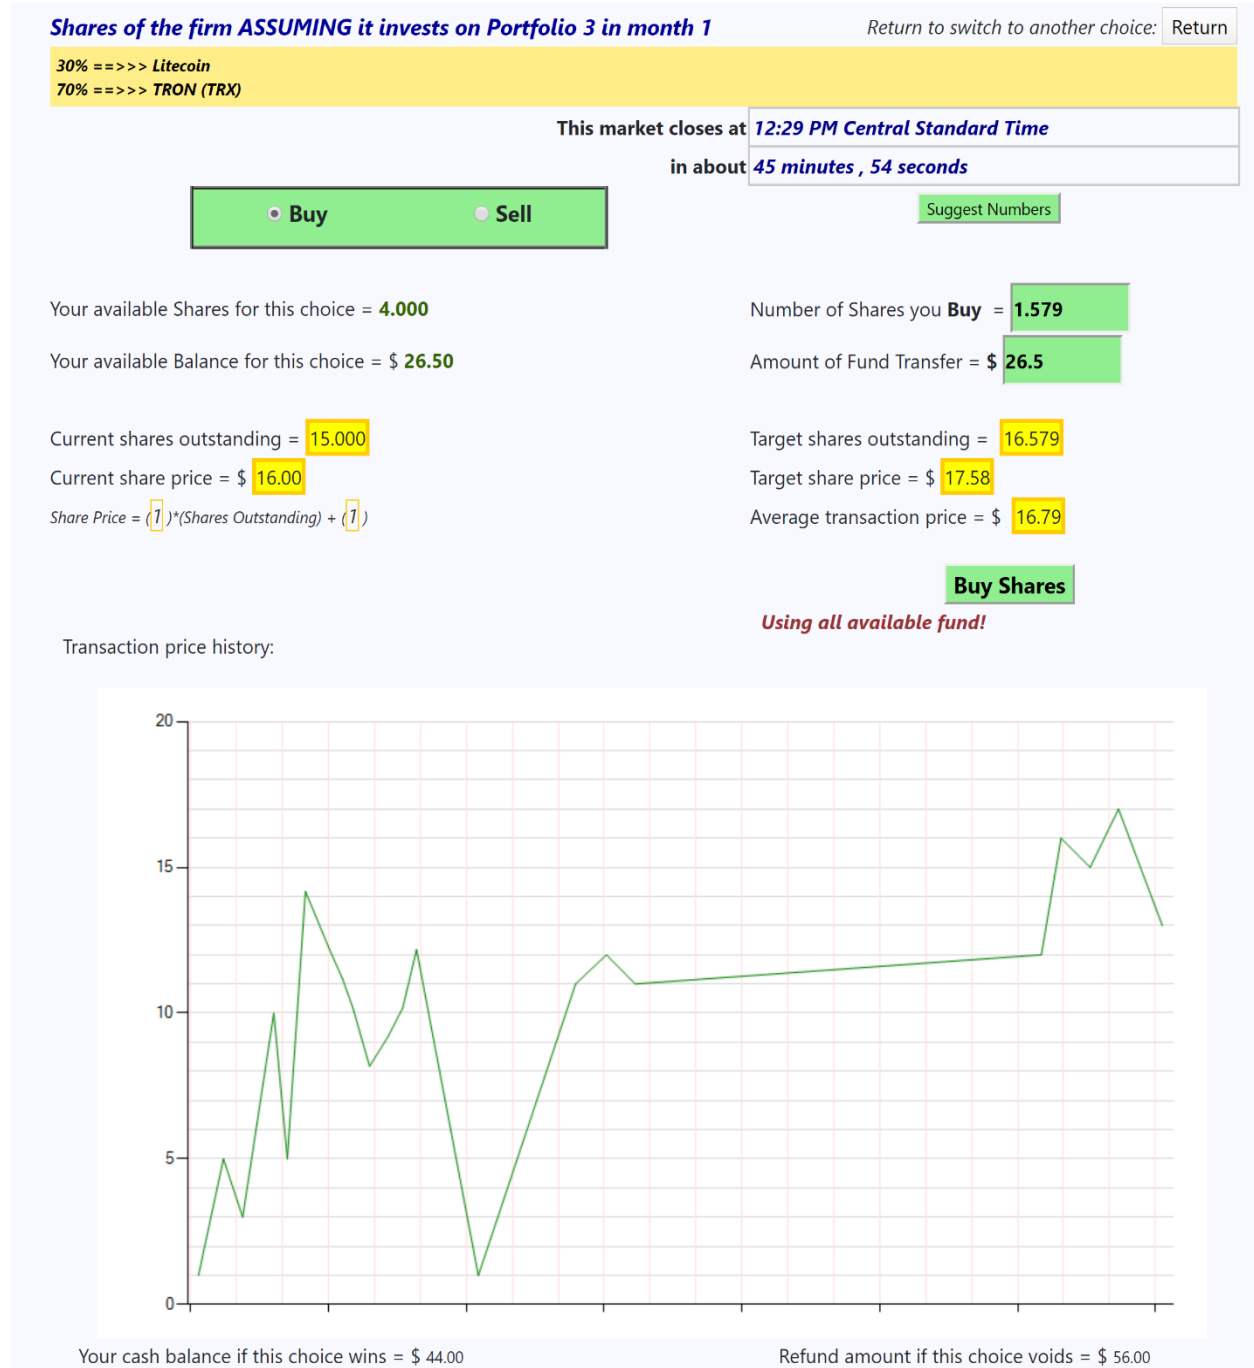 Shares of the firm ASSUMING it invests on Portfolio 3 in month 1
Return to switch to another choice: Return
30% ==>>> Litecoin
70% ==>>> TRON (TRX)
This market closes at 12:29 PM Central Standard Time
in about 45 minutes , 54 seconds
Buy Sell
Suggest Numbers
Your available Shares for this choice = 4.000
Number of Shares you Buy = 1.579
Your available Balance for this choice = $ 26.50
Amount of Fund Transfer = $ 26.5
Current shares outstanding = 15.000
Target shares outstanding = 16.579
Current share price = $ 16.00
Target share price = $ 17.58
Share Price = (1 )*(Shares Outstanding) + (1 )
Average transaction price = $ 16.79
Buy Shares
Using all available fund!
Transaction price history:
20
15
10
5
0
Your cash balance if this choice wins = $ 44.00
Refund amount if this choice voids = $ 56.00